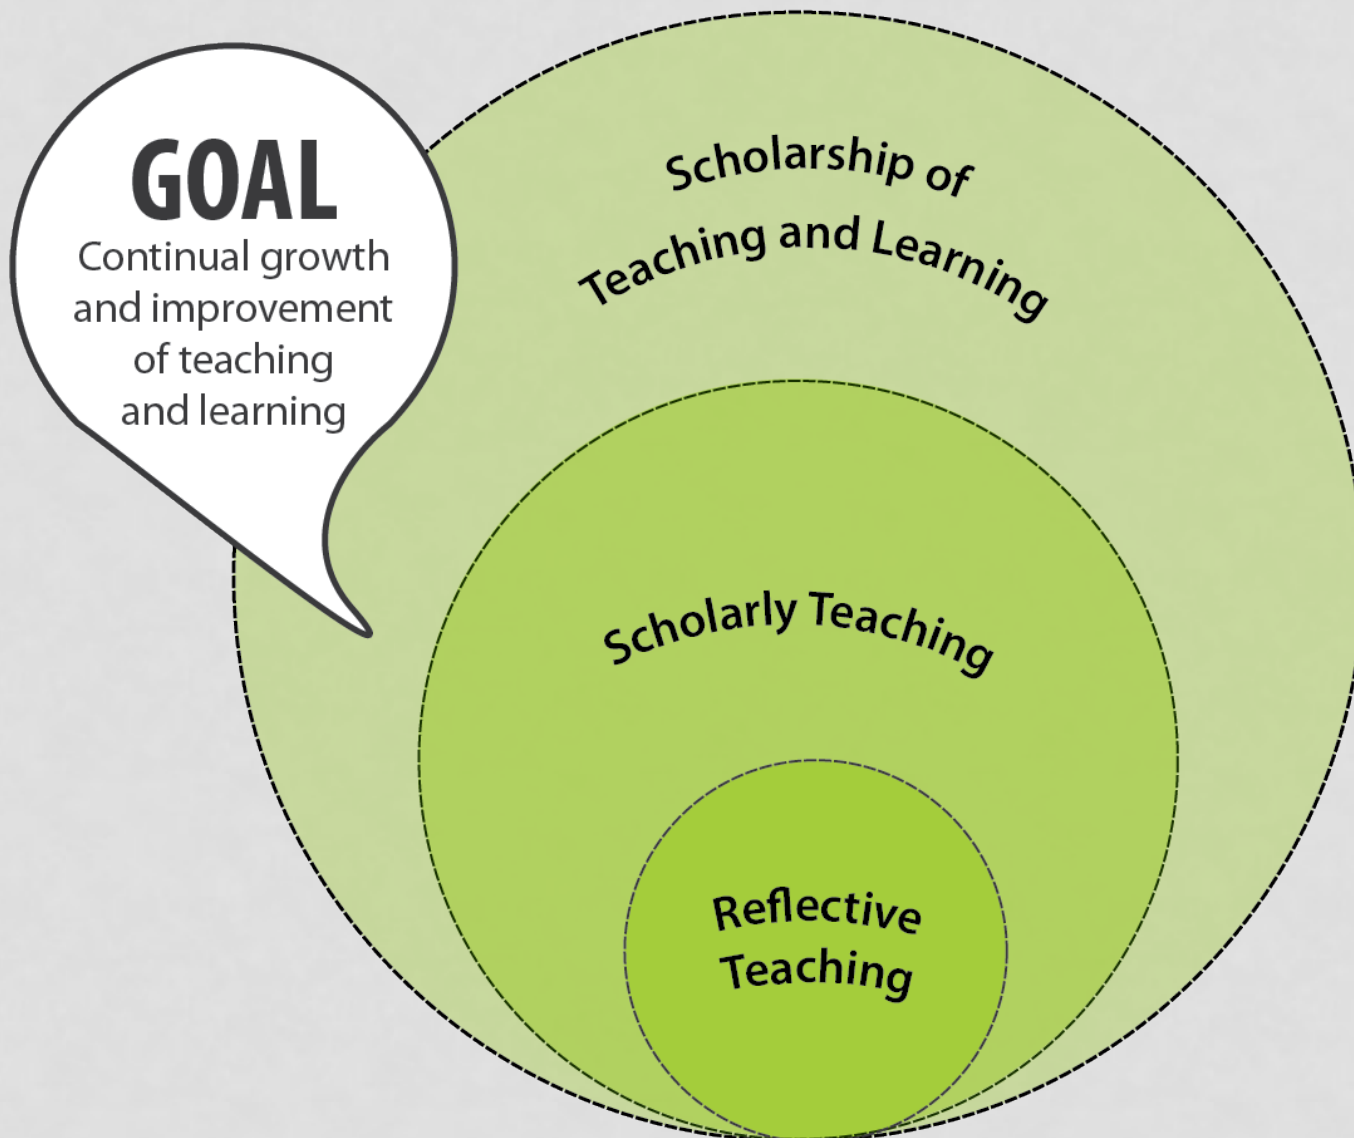 GOAL
Continual growth
and improvement
of teaching
and learning
Scholarship of
Teaching and Learning
Scholarly Teaching
Reflective
Teaching